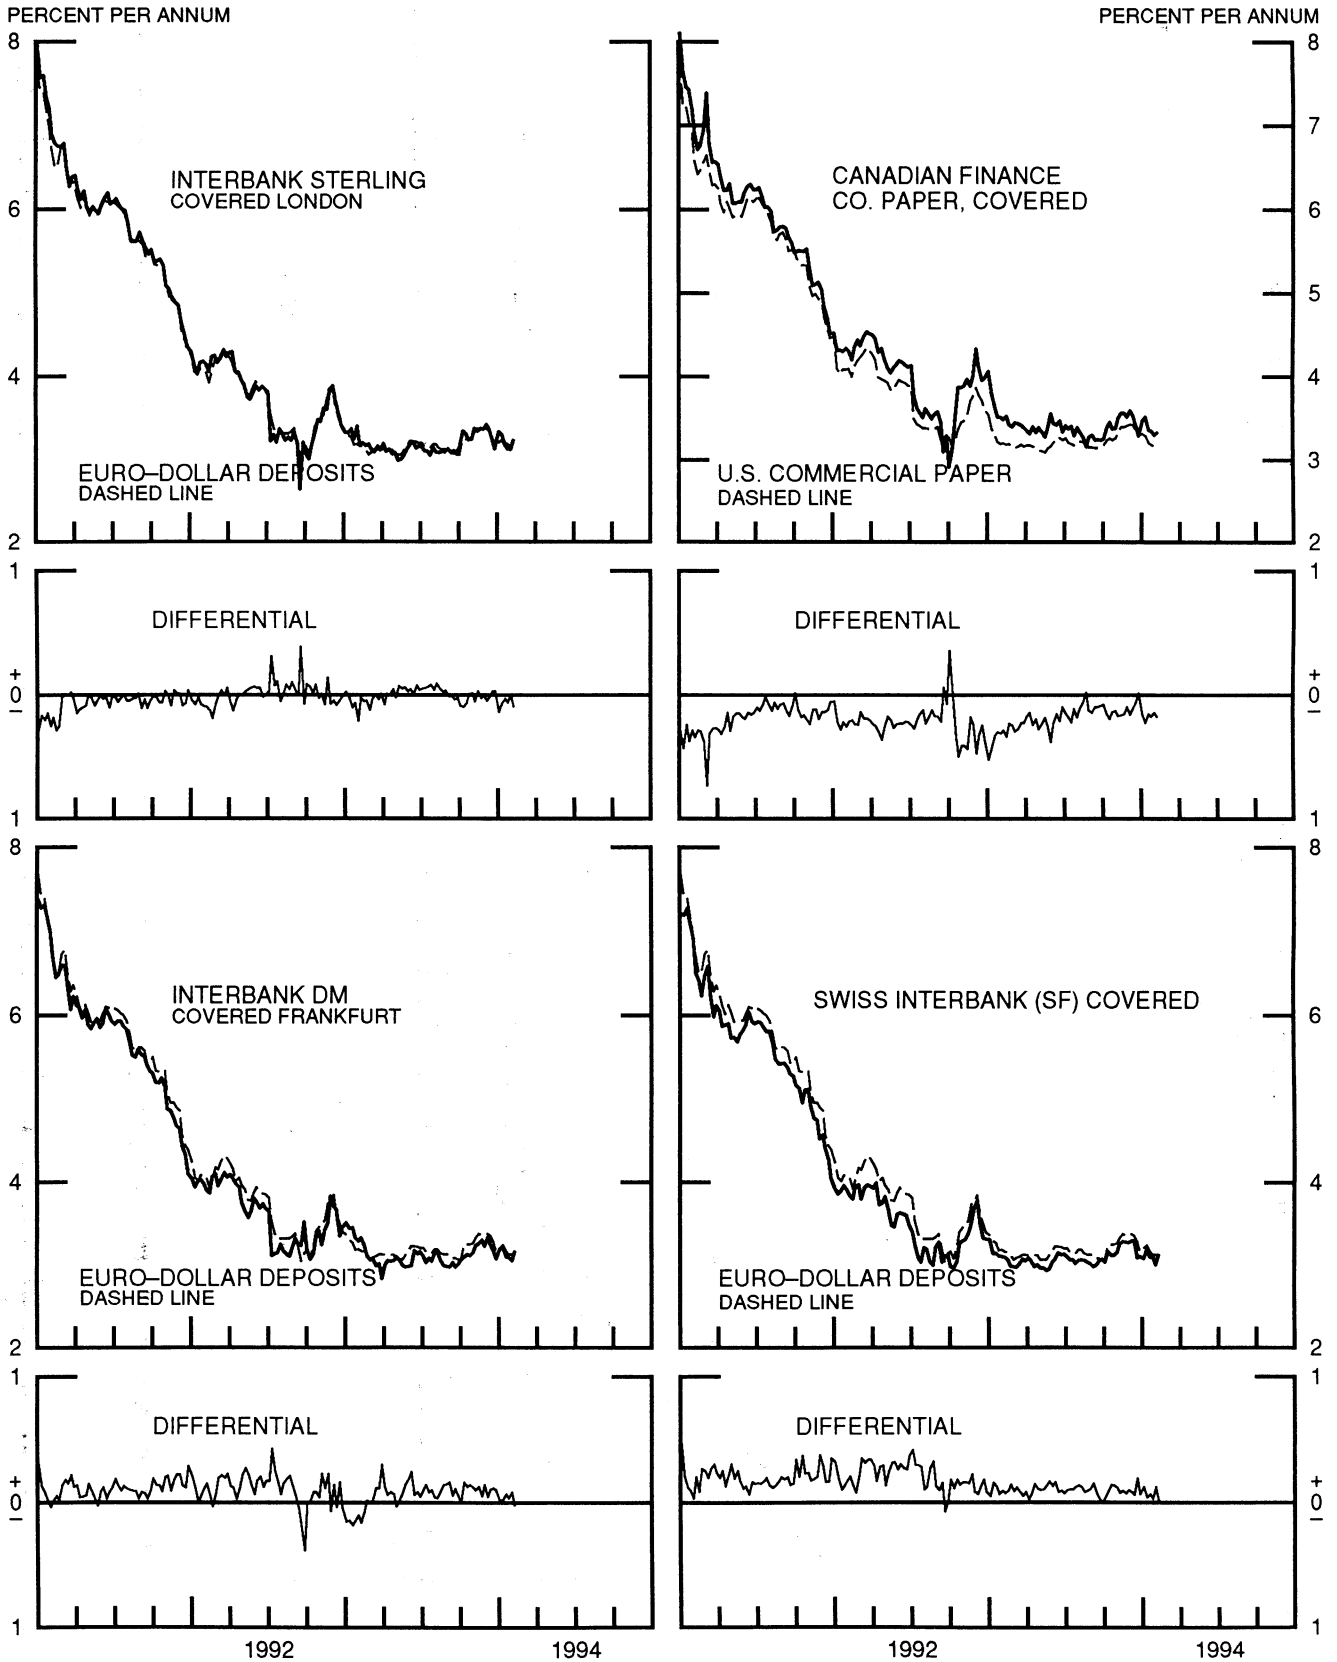 PERCENT PER ANNUM
PERCENT PER ANNUM
8
6
4
2
INTERBANK STERLING
COVERED LONDON
EURO–DOLLAR DEPOSITS
DASHED LINE
8
7
6
5
4
3
2
CANADIAN FINANCE
CO. PAPER, COVERED
U.S. COMMERCIAL PAPER
DASHED LINE
1
+
0
–
1
DIFFERENTIAL
DIFFERENTIAL
1
+
0
–
1
8
6
4
2
INTERBANK DM
COVERED FRANKFURT
EURO–DOLLAR DEPOSITS
DASHED LINE
SWISS INTERBANK (SF) COVERED
EURO–DOLLAR DEPOSITS
DASHED LINE
8
6
4
2
1
+
0
–
1
DIFFERENTIAL
DIFFERENTIAL
1
+
0
–
1
1992
1994
1992
1994